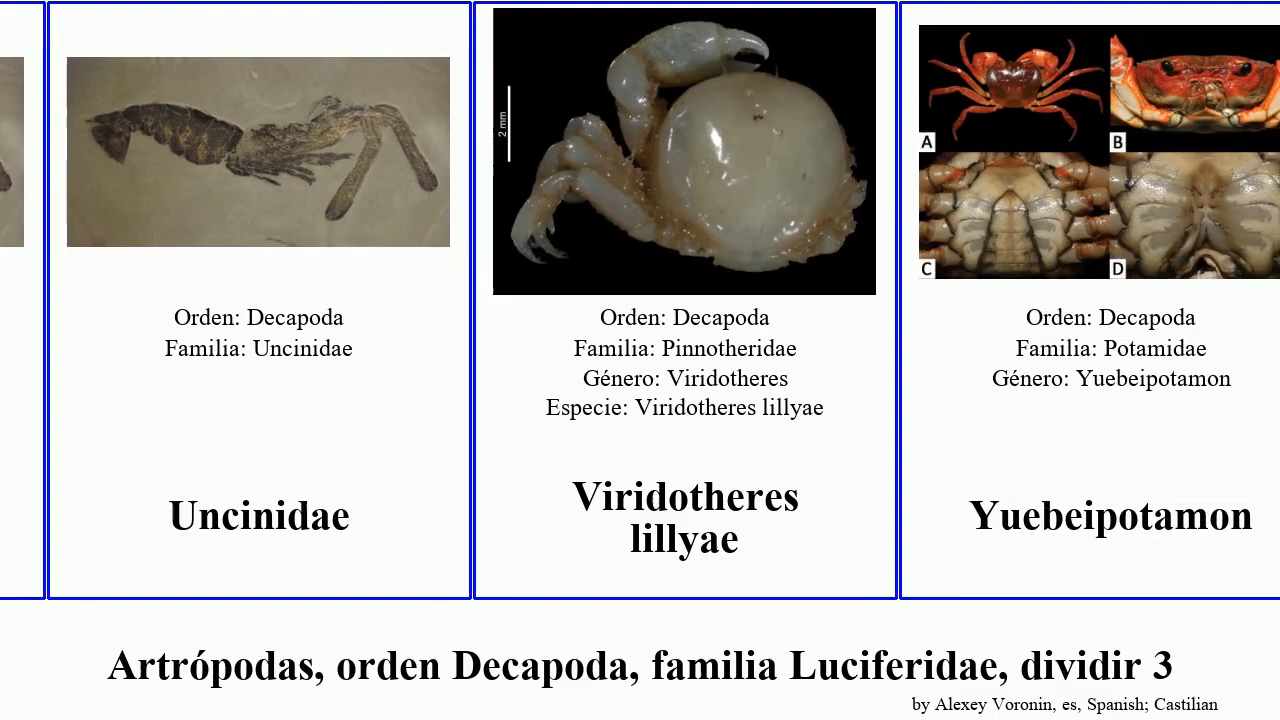 Orden: Decapoda
Familia: Uncinidae
Uncinidae
2 mm
Orden: Decapoda
Familia: Pinnotheridae
Género: Viridotheres
Especie: Viridotheres lillyae
Viridotheres
lillyae
A
B
C
D
Orden: Decapoda
Familia: Potamidae
Género: Yuebeipotamon
Yuebeipotamon
Artrópodas, orden Decapoda, familia Luciferidae, dividir 3
by Alexey Voronin, es, Spanish; Castilian